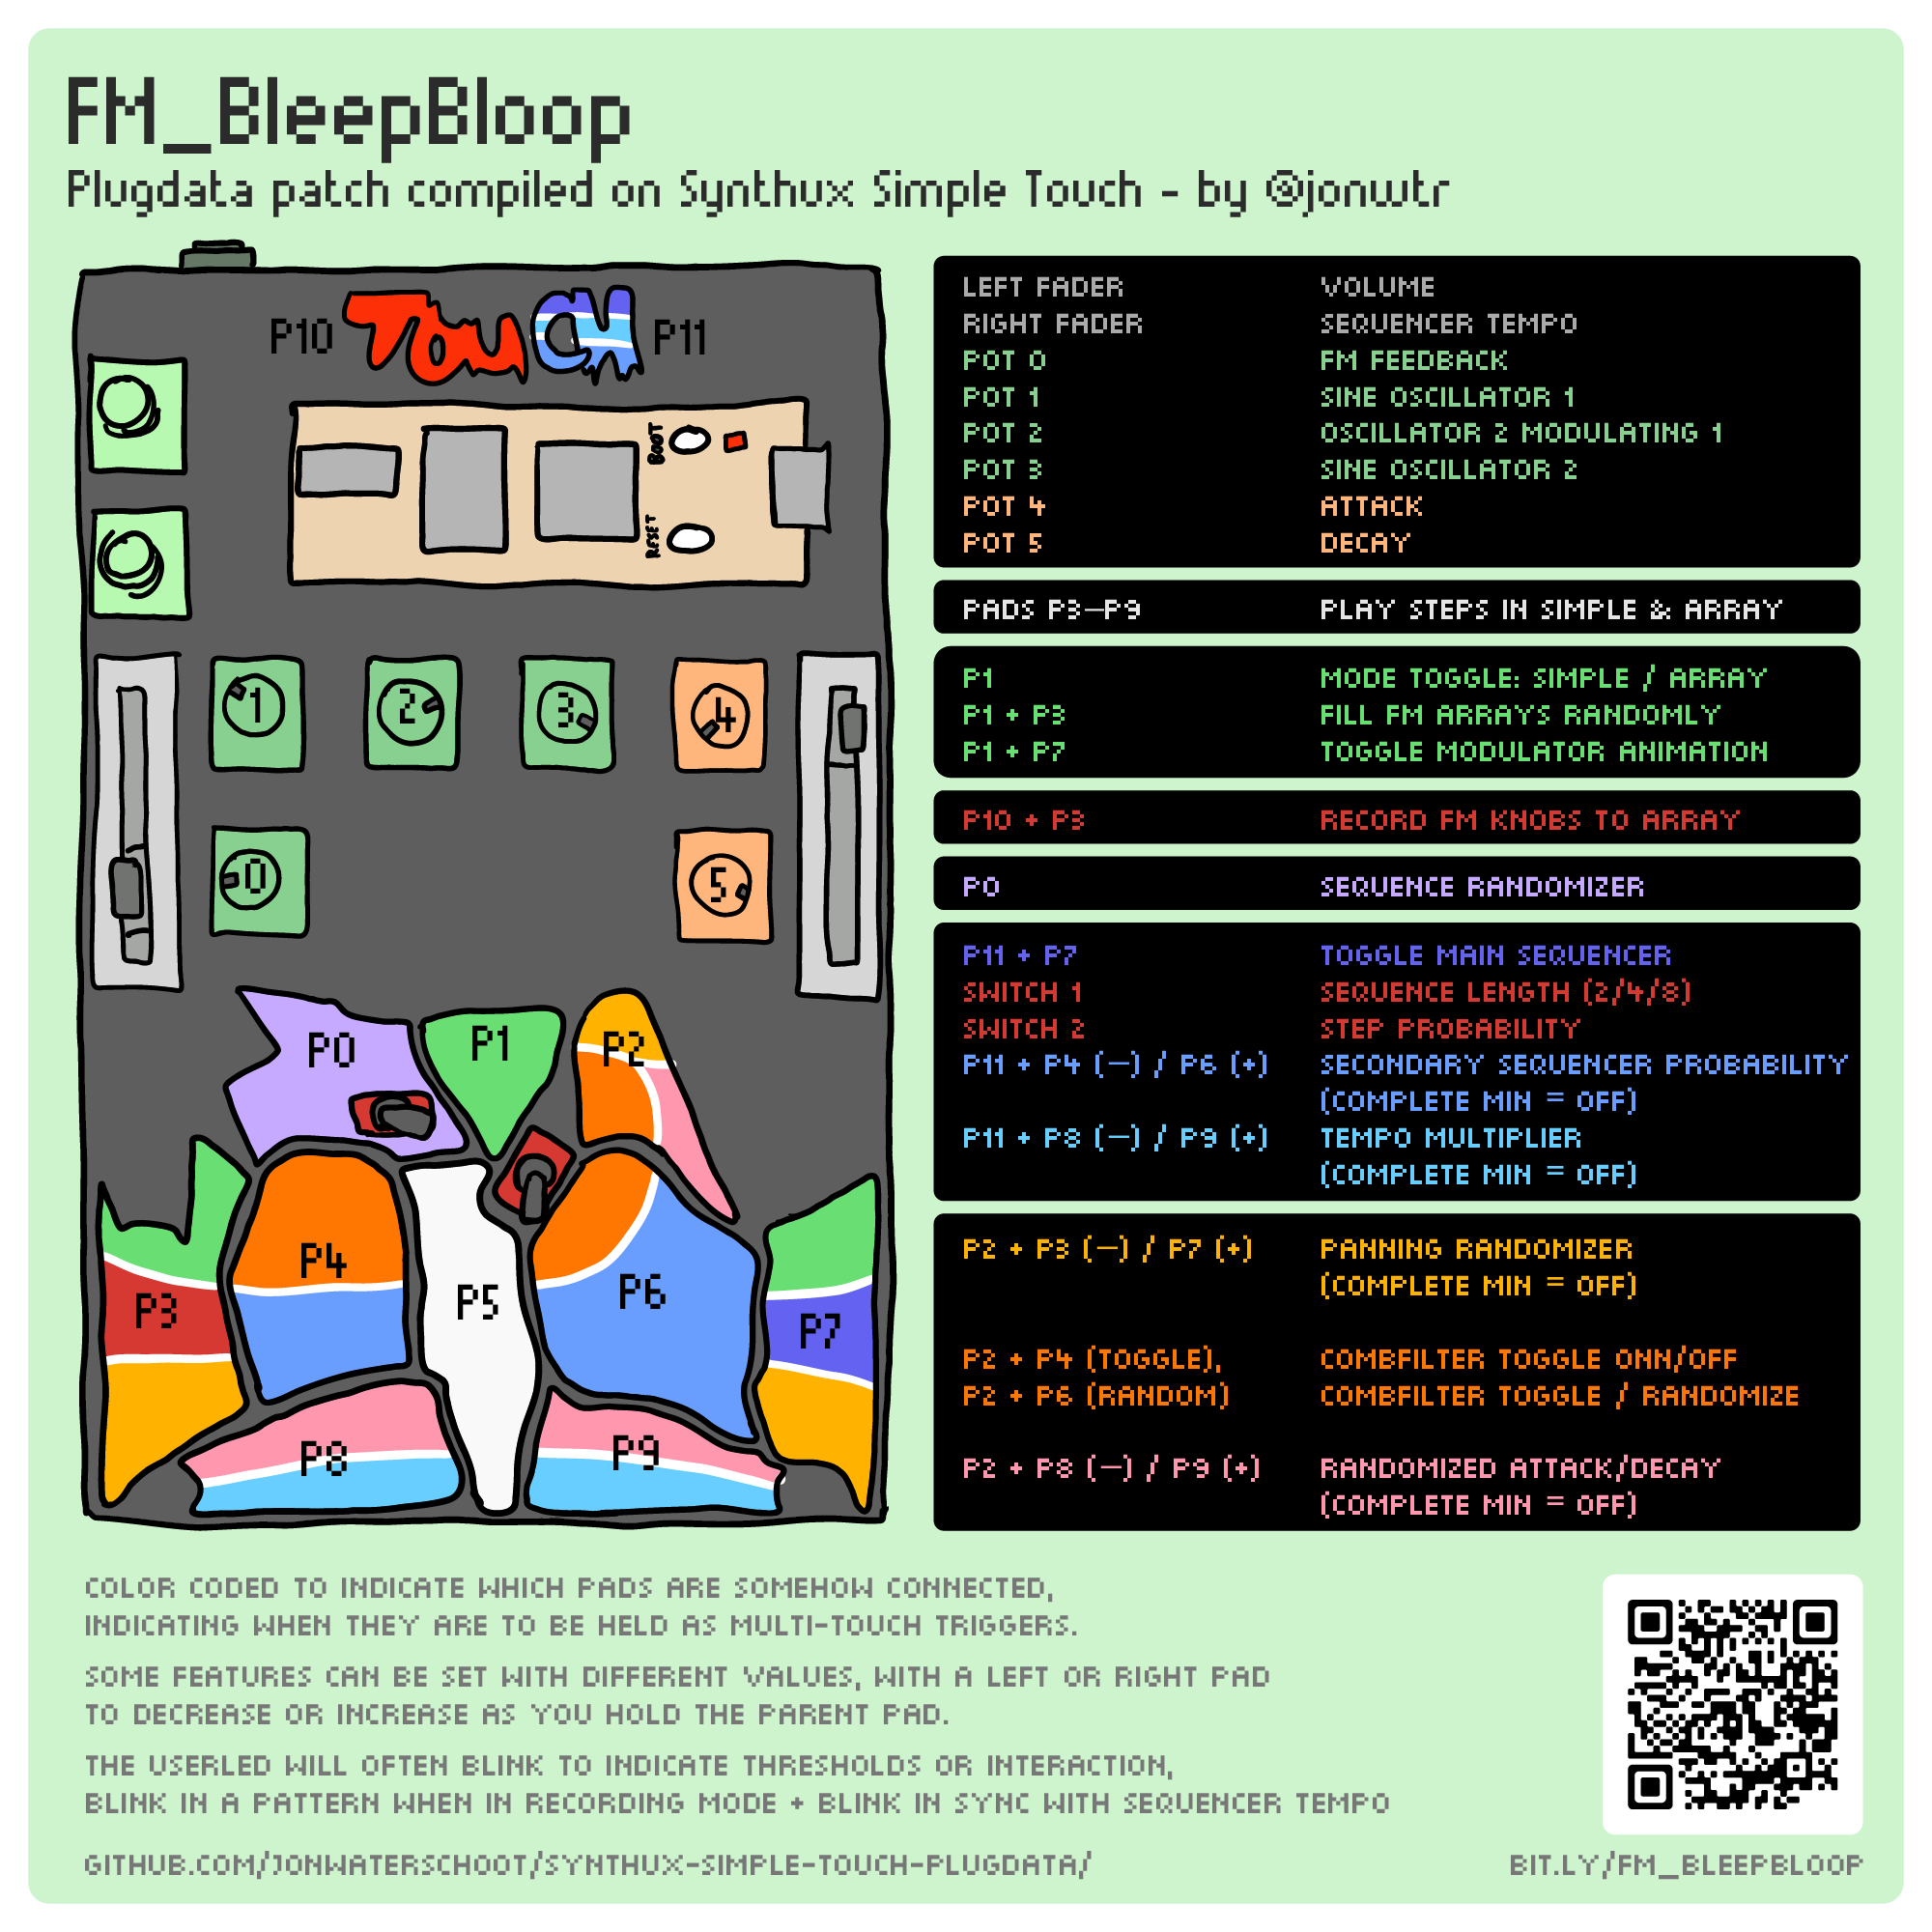 FM_BleepBloop
Plugdata patch compiled on Synthux Simple Touch - by @jonwtr
P10 TOUCH P11
BOOT
RESET
1 2 3 4
0 5
P0 P1 P2
P3 P4 P5 P6 P7
P8 P9
LEFT FADER VOLUME
RIGHT FADER SEQUENCER TEMPO
POT 0 FM FEEDBACK
POT 1 SINE OSCILLATOR 1
POT 2 OSCILLATOR 2 MODULATING 1
POT 3 SINE OSCILLATOR 2
POT 4 ATTACK
POT 5 DECAY
PADS P3—P9 PLAY STEPS IN SIMPLE & ARRAY
P1 MODE TOGGLE: SIMPLE / ARRAY
P1 + P3 FILL FM ARRAYS RANDOMLY
P1 + P7 TOGGLE MODULATOR ANIMATION
P10 + P3 RECORD FM KNOBS TO ARRAY
P0 SEQUENCE RANDOMIZER
P11 + P7 TOGGLE MAIN SEQUENCER
SWITCH 1 SEQUENCE LENGTH (2/4/8)
SWITCH 2 STEP PROBABILITY
P11 + P4 (—) / P6 (+) SECONDARY SEQUENCER PROBABILITY
(COMPLETE MIN = OFF)
P11 + P8 (—) / P9 (+) TEMPO MULTIPLIER
(COMPLETE MIN = OFF)
P2 + P3 (—) / P7 (+) PANNING RANDOMIZER
(COMPLETE MIN = OFF)
P2 + P4 (TOGGLE), COMBFILTER TOGGLE ONN/OFF
P2 + P6 (RANDOM) COMBFILTER TOGGLE / RANDOMIZE
P2 + P8 (—) / P9 (+) RANDOMIZED ATTACK/DECAY
(COMPLETE MIN = OFF)
COLOR CODED TO INDICATE WHICH PADS ARE SOMEHOW CONNECTED,
INDICATING WHEN THEY ARE TO BE HELD AS MULTI-TOUCH TRIGGERS.
SOME FEATURES CAN BE SET WITH DIFFERENT VALUES, WITH A LEFT OR RIGHT PAD
TO DECREASE OR INCREASE AS YOU HOLD THE PARENT PAD.
THE USERLED WILL OFTEN BLINK TO INDICATE THRESHOLDS OR INTERACTION,
BLINK IN A PATTERN WHEN IN RECORDING MODE + BLINK IN SYNC WITH SEQUENCER TEMPO
GITHUB.COM/JONWATERSCHOOT/SYNTHUX-SIMPLE-TOUCH-PLUGDATA/
BIT.LY/FM_BLEEPBLOOP